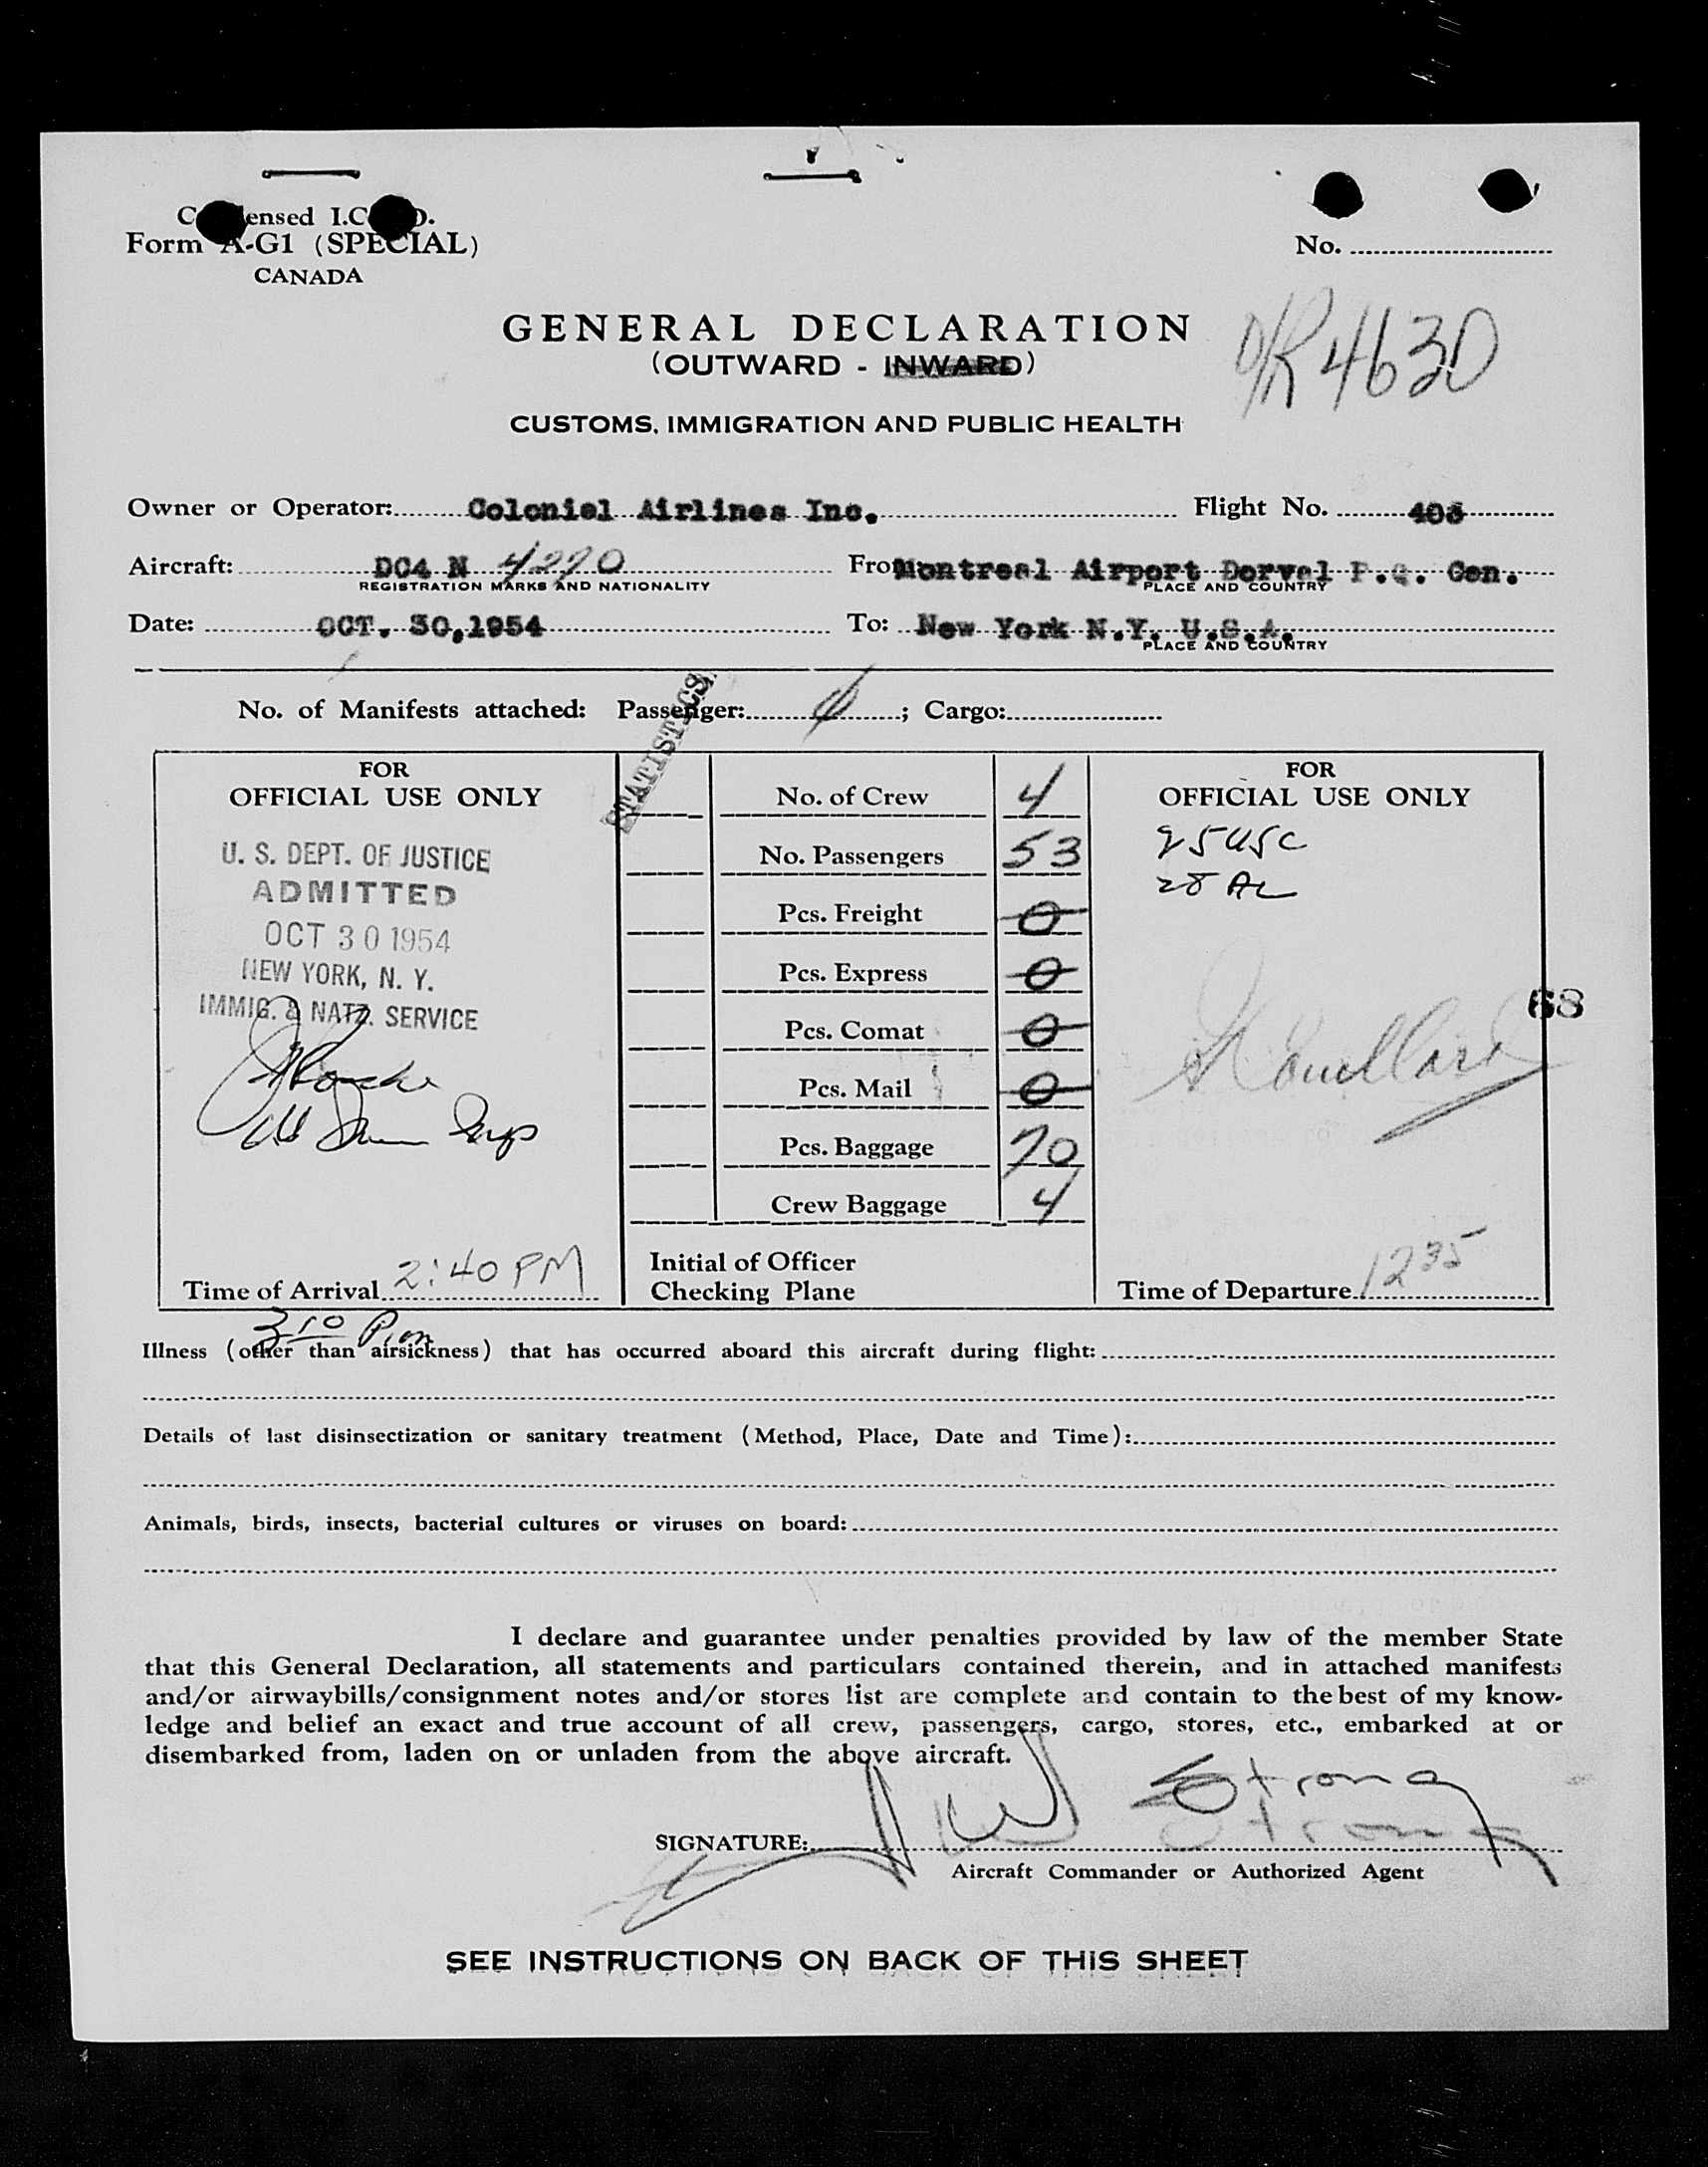 C ensed I.C .
Form A-G1 (SPECIAL)
CANADA
No.
GENERAL DECLARATION
(OUTWARD - INWARD)
O/R 4630
CUSTOMS, IMMIGRATION AND PUBLIC HEALTH
Owner or Operator: Colonial Airlines Inc. Flight No. 403
Aircraft: DC4 N 4220 From Montreal Airport Dorval P.Q. Can.
REGISTRATION MARKS AND NATIONALITY PLACE AND COUNTRY
Date: OCT. 30,1954 To: New York N.Y. U.S.A.
PLACE AND COUNTRY
No. of Manifests attached: Passenger: ; Cargo:
STATISTICS
FOR
OFFICIAL USE ONLY
U. S. DEPT. OF JUSTICE
ADMITTED
OCT 30 1954
NEW YORK, N. Y.
IMMIG. & NATZ. SERVICE
Time of Arrival 2:40 PM
No. of Crew 4
No. Passengers 53
Pcs. Freight 0
Pcs. Express 0
Pcs. Comat 0
Pcs. Mail 0
Pcs. Baggage 70
Crew Baggage 4
Initial of Officer
Checking Plane
FOR
OFFICIAL USE ONLY
25 USC
28 AL
68
Time of Departure 1235
310
Illness (other than airsickness) that has occurred aboard this aircraft during flight:
Details of last disinsectization or sanitary treatment (Method, Place, Date and Time):
Animals, birds, insects, bacterial cultures or viruses on board:
I declare and guarantee under penalties provided by law of the member State
that this General Declaration, all statements and particulars contained therein, and in attached manifests
and/or airwaybills/consignment notes and/or stores list are complete and contain to the best of my know-
ledge and belief an exact and true account of all crew, passengers, cargo, stores, etc., embarked at or
disembarked from, laden on or unladen from the above aircraft.
SIGNATURE: W Strong
Aircraft Commander or Authorized Agent
SEE INSTRUCTIONS ON BACK OF THIS SHEET